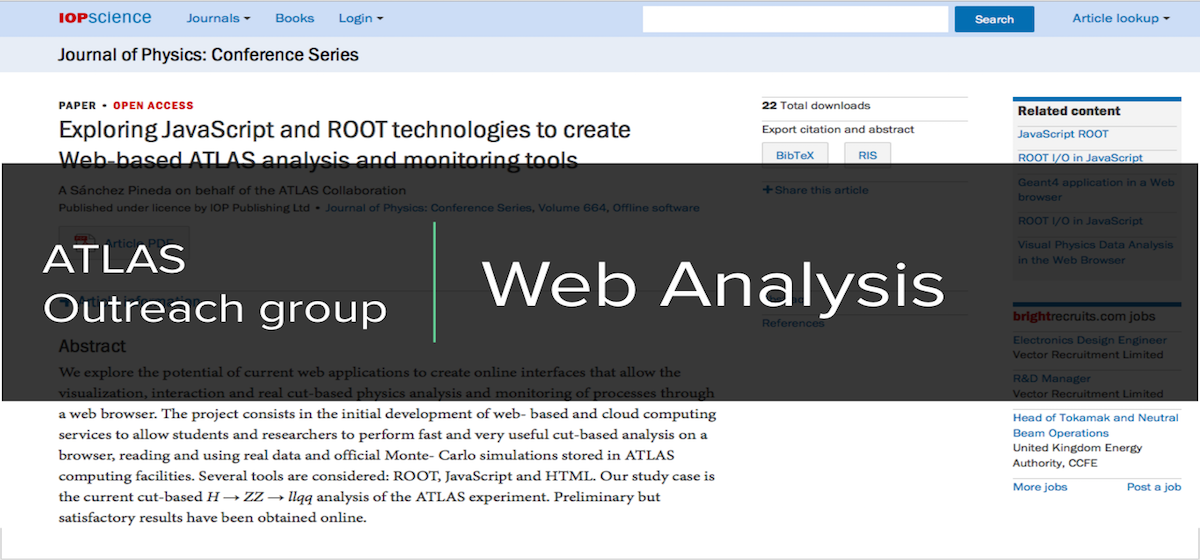 IOPscience Journals Books Login Search Article lookup
Journal of Physics: Conference Series
PAPER • OPEN ACCESS
Exploring JavaScript and ROOT technologies to create
Web-based ATLAS analysis and monitoring tools
A Sánchez Pineda on behalf of the ATLAS Collaboration
Published under licence by IOP Publishing Ltd • Journal of Physics: Conference Series, Volume 664, Offline software
Article PDF
ATLAS
Outreach group
Web Analysis
Article information
Abstract
We explore the potential of current web applications to create online interfaces that allow the
visualization, interaction and real cut-based physics analysis and monitoring of processes through
a web browser. The project consists in the initial development of web- based and cloud computing
services to allow students and researchers to perform fast and very useful cut-based analysis on a
browser, reading and using real data and official Monte- Carlo simulations stored in ATLAS
computing facilities. Several tools are considered: ROOT, JavaScript and HTML. Our study case is
the current cut-based H → ZZ → llqq analysis of the ATLAS experiment. Preliminary but
satisfactory results have been obtained online.
22 Total downloads
Export citation and abstract
BibTeX RIS
+Share this article
References
Related content
JavaScript ROOT
ROOT I/O in JavaScript
Geant4 application in a Web
browser
ROOT I/O in JavaScript
Visual Physics Data Analysis
in the Web Browser
brightrecruits.com jobs
Electronics Design Engineer
Vector Recruitment Limited
R&D Manager
Vector Recruitment Limited
Head of Tokamak and Neutral
Beam Operations
United Kingdom Energy
Authority, CCFE
More jobs Post a job